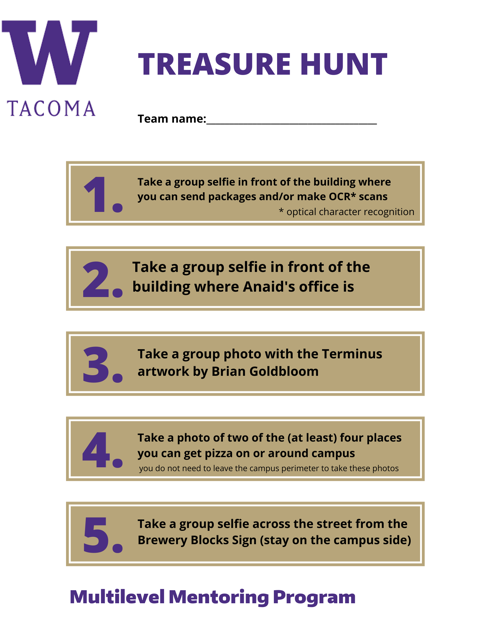 W
TACOMA
TREASURE HUNT
Team name:________________________________
1.
Take a group selfie in front of the building where
you can send packages and/or make OCR* scans
* optical character recognition
2.
Take a group selfie in front of the
building where Anaid's office is
3.
Take a group photo with the Terminus
artwork by Brian Goldbloom
4.
Take a photo of two of the (at least) four places
you can get pizza on or around campus
you do not need to leave the campus perimeter to take these photos
5.
Take a group selfie across the street from the
Brewery Blocks Sign (stay on the campus side)
Multilevel Mentoring Program